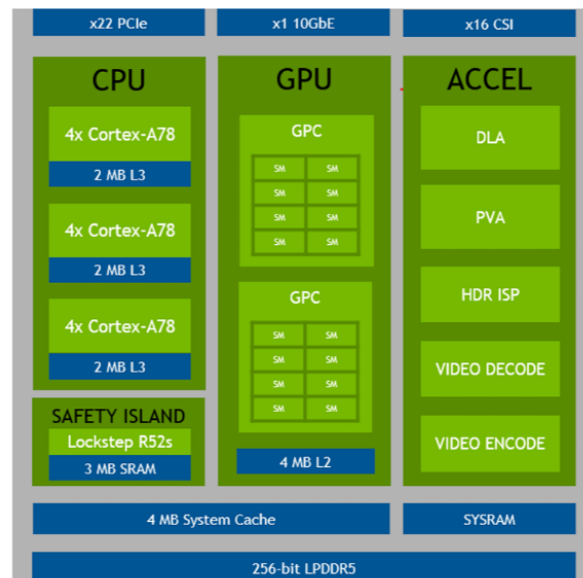 x22 PCIe
x1 10GbE
x16 CSI
CPU
4x Cortex-A78
2 MB L3
4x Cortex-A78
2 MB L3
4x Cortex-A78
2 MB L3
SAFETY ISLAND
Lockstep R52s
3 MB SRAM
GPU
GPC
SM SM
SM SM
SM SM
SM SM
GPC
SM SM
SM SM
SM SM
SM SM
4 MB L2
ACCEL
DLA
PVA
HDR ISP
VIDEO DECODE
VIDEO ENCODE
4 MB System Cache
SYSRAM
256-bit LPDDR5